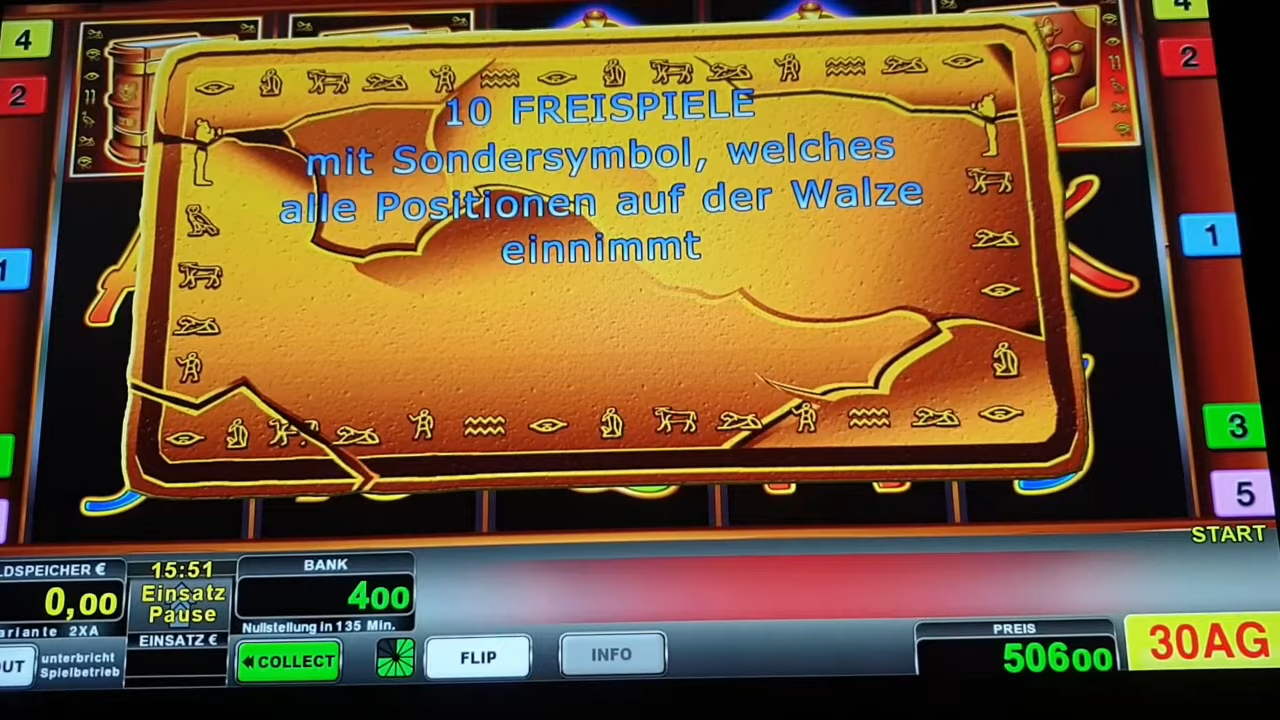 4
4
2
2
10 FREISPIELE
mit Sondersymbol, welches
alle Positionen auf der Walze
einnimmt
1
1
3
5
START
LDSPEICHER €
15:51
BANK
0,00
Einsatz
Pause
400
ariante 2XA
EINSATZ €
Nullstellung in 135 Min.
PREIS
50600
30AG
OUT
unterbricht
Spielbetrieb
COLLECT
FLIP
INFO